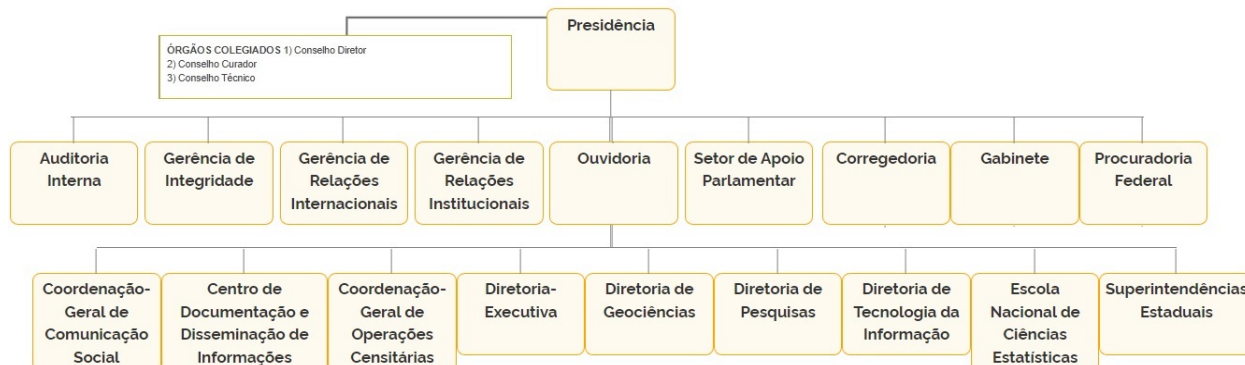 Presidência
ÓRGÃOS COLEGIADOS 1) Conselho Diretor
2) Conselho Curador
3) Conselho Técnico
Auditoria
Interna
Gerência de
Integridade
Gerência de
Relações
Internacionais
Gerência de
Relações
Institucionais
Ouvidoria
Setor de Apoio
Parlamentar
Corregedoria
Gabinete
Procuradoria
Federal
Coordenação-
Geral de
Comunicação
Social
Centro de
Documentação e
Disseminação de
Informações
Coordenação-
Geral de
Operações
Censitárias
Diretoria-
Executiva
Diretoria de
Geociências
Diretoria de
Pesquisas
Diretoria de
Tecnologia da
Informação
Escola
Nacional de
Ciências
Estatísticas
Superintendências
Estaduais